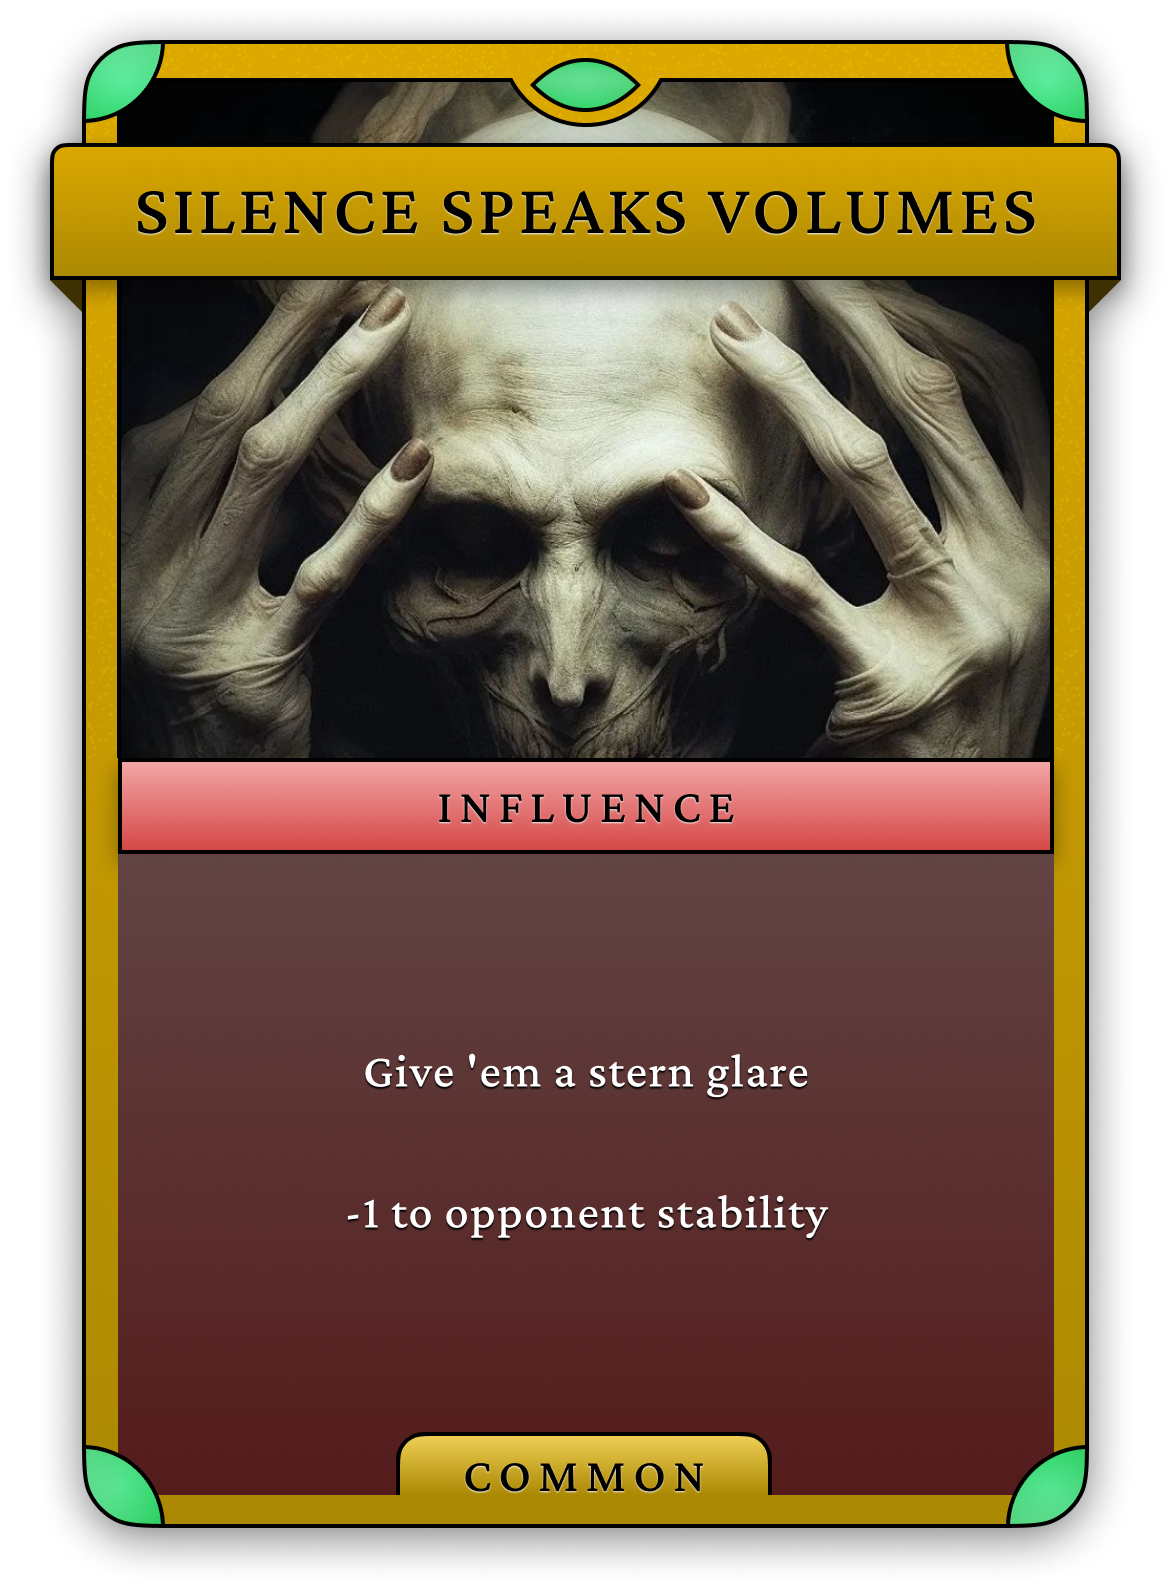 SILENCE SPEAKS VOLUMES
INFLUENCE
Give 'em a stern glare
-1 to opponent stability
COMMON